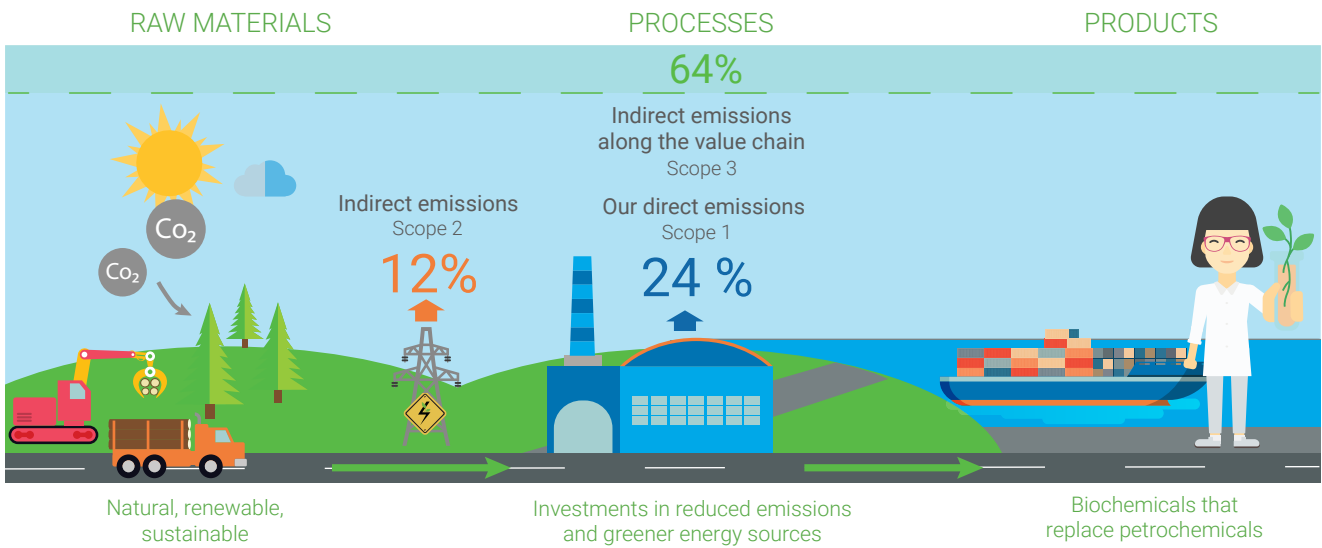 RAW MATERIALS
PROCESSES
PRODUCTS
64%
Indirect emissions
along the value chain
Scope 3
Indirect emissions
Scope 2
12%
Our direct emissions
Scope 1
24 %
Co₂
Co₂
Natural, renewable,
sustainable
Investments in reduced emissions
and greener energy sources
Biochemicals that
replace petrochemicals